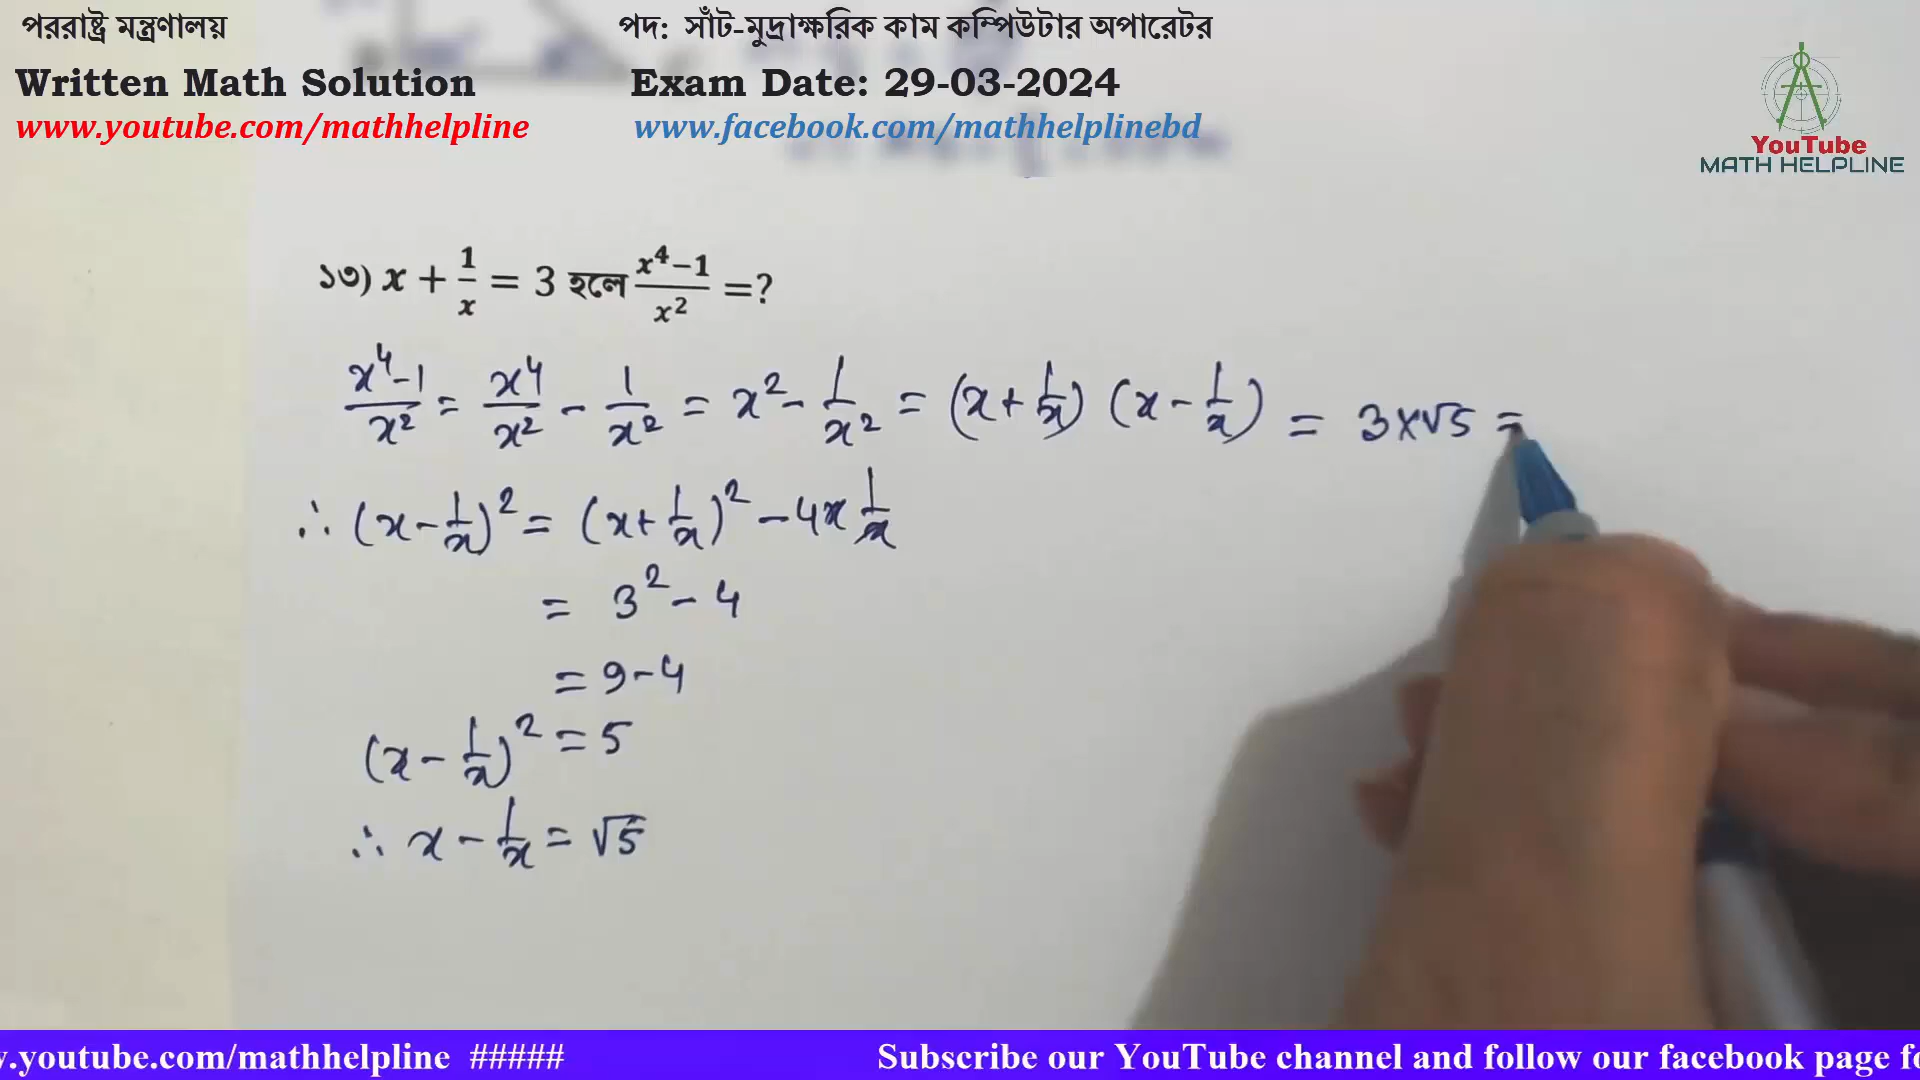 পররাষ্ট্র মন্ত্রণালয়
পদ: সাঁট-মুদ্রাক্ষরিক কাম কম্পিউটার অপারেটর
Written Math Solution
Exam Date: 29-03-2024
www.youtube.com/mathhelpline
www.facebook.com/mathhelplinebd
YouTube
MATH HELPLINE
১৩) x + 1/x = 3 হলে (x⁴−1)/x² =?
(x⁴-1)/x² = x⁴/x² - 1/x² = x² - 1/x² = (x + 1/x) (x - 1/x) = 3×√5 =
∴ (x - 1/x)² = (x + 1/x)² - 4x 1/x
= 3² - 4
= 9-4
(x - 1/x)² = 5
∴ x - 1/x = √5
.youtube.com/mathhelpline #####
Subscribe our YouTube channel and follow our facebook page fo